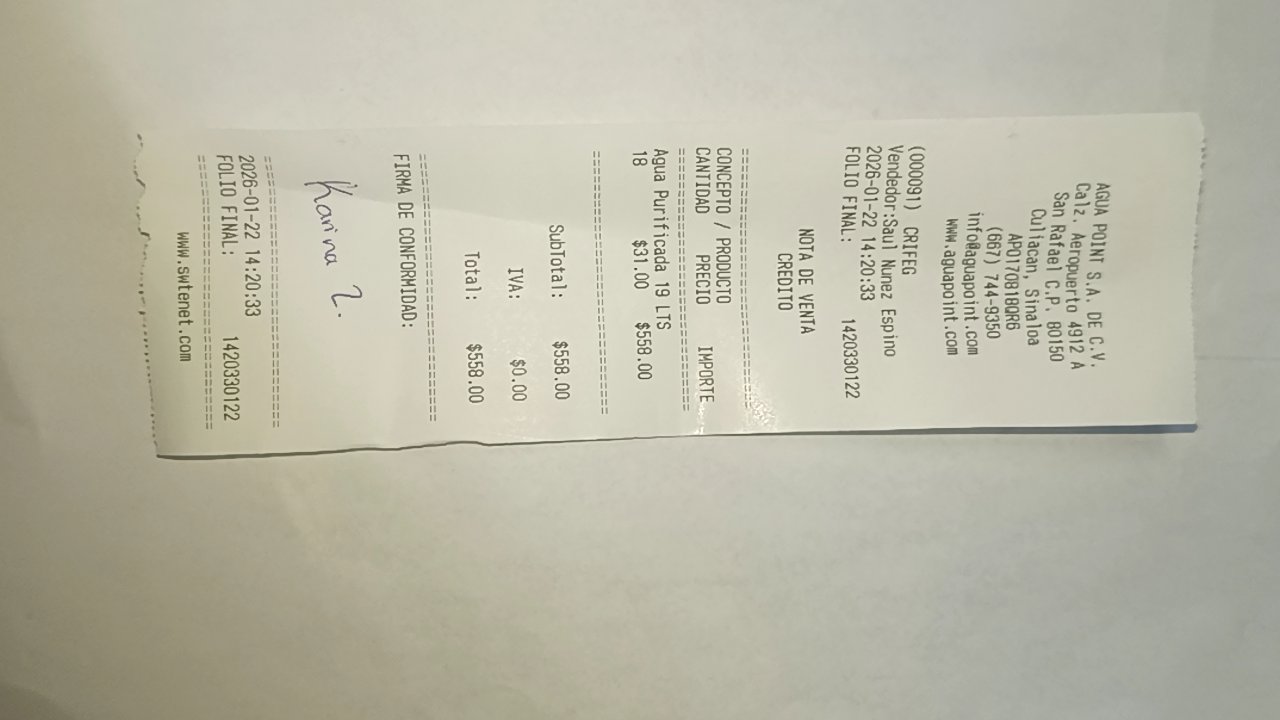 AGUA POINT S.A. DE C.V.
Calz. Aeropuerto 4912 A
San Rafael C.P. 80150
Culiacan, Sinaloa
APO170818QR6
(667) 744-9350
info@aguapoint.com
www.aguapoint.com
(000091) CRIFEG
Vendedor:Saul Nunez Espino
2026-01-22 14:20:33
FOLIO FINAL: 1420330122
NOTA DE VENTA
CREDITO
CONCEPTO / PRODUCTO
CANTIDAD PRECIO IMPORTE
Agua Purificada 19 LTS
18 $31.00 $558.00
SubTotal: $558.00
IVA: $0.00
Total: $558.00
FIRMA DE CONFORMIDAD:
Karina
2026-01-22 14:20:33
FOLIO FINAL: 1420330122
www.swtenet.com